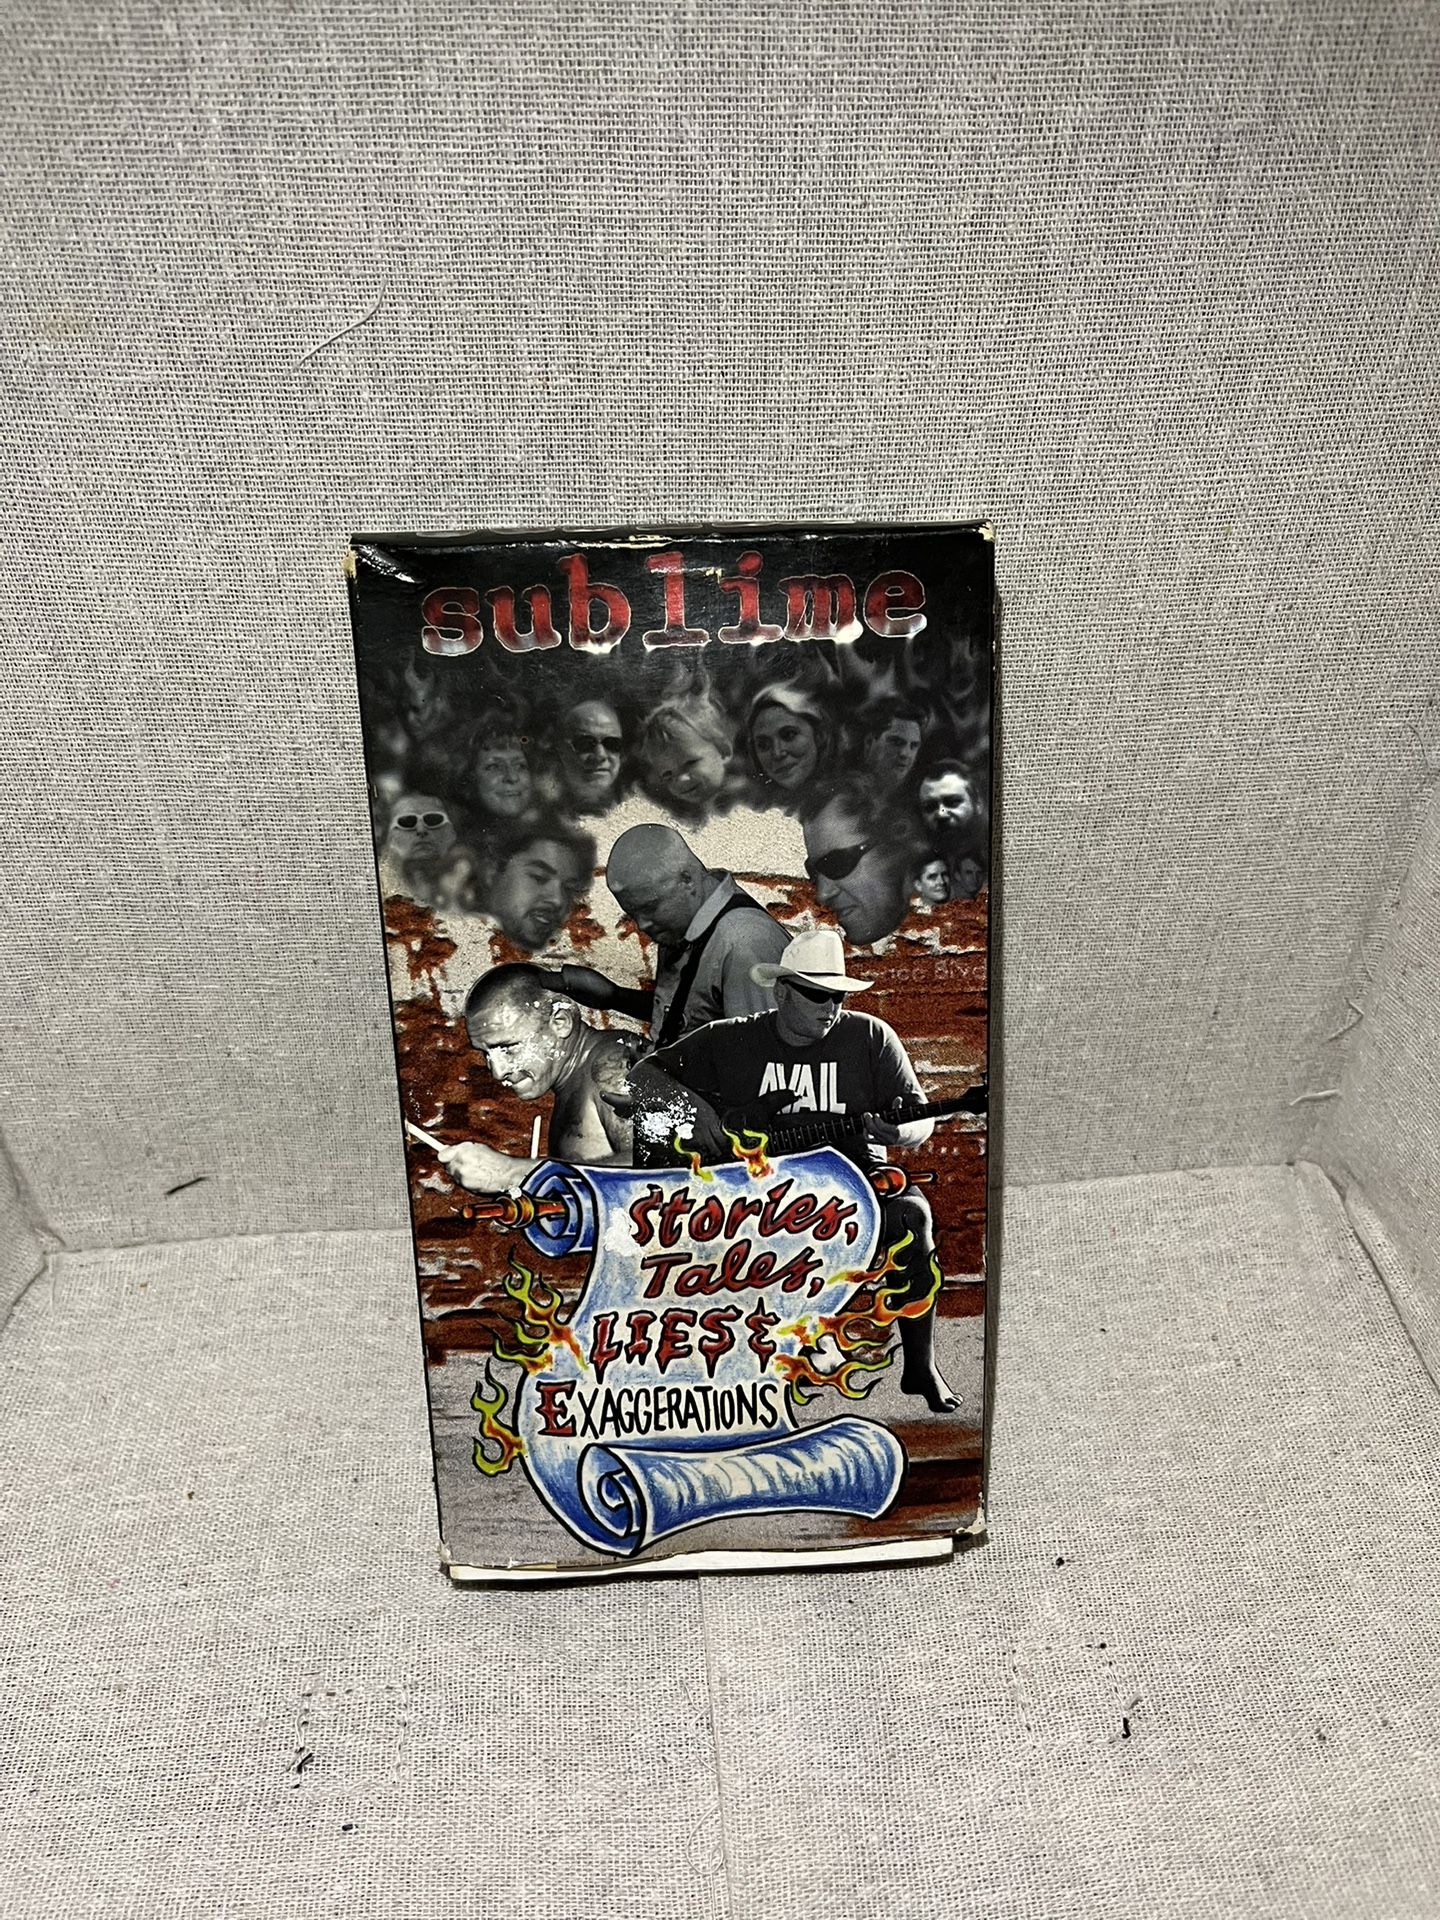 sublime
AVAIL
Stories,
Tales,
LIES &
EXAGGERATIONS